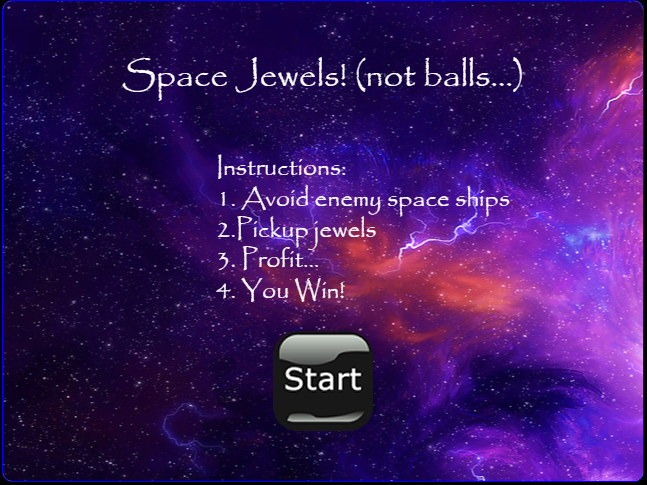 Space Jewels! (not balls...)
Instructions:
1. Avoid enemy space ships
2.Pickup jewels
3. Profit...
4. You Win!
Start